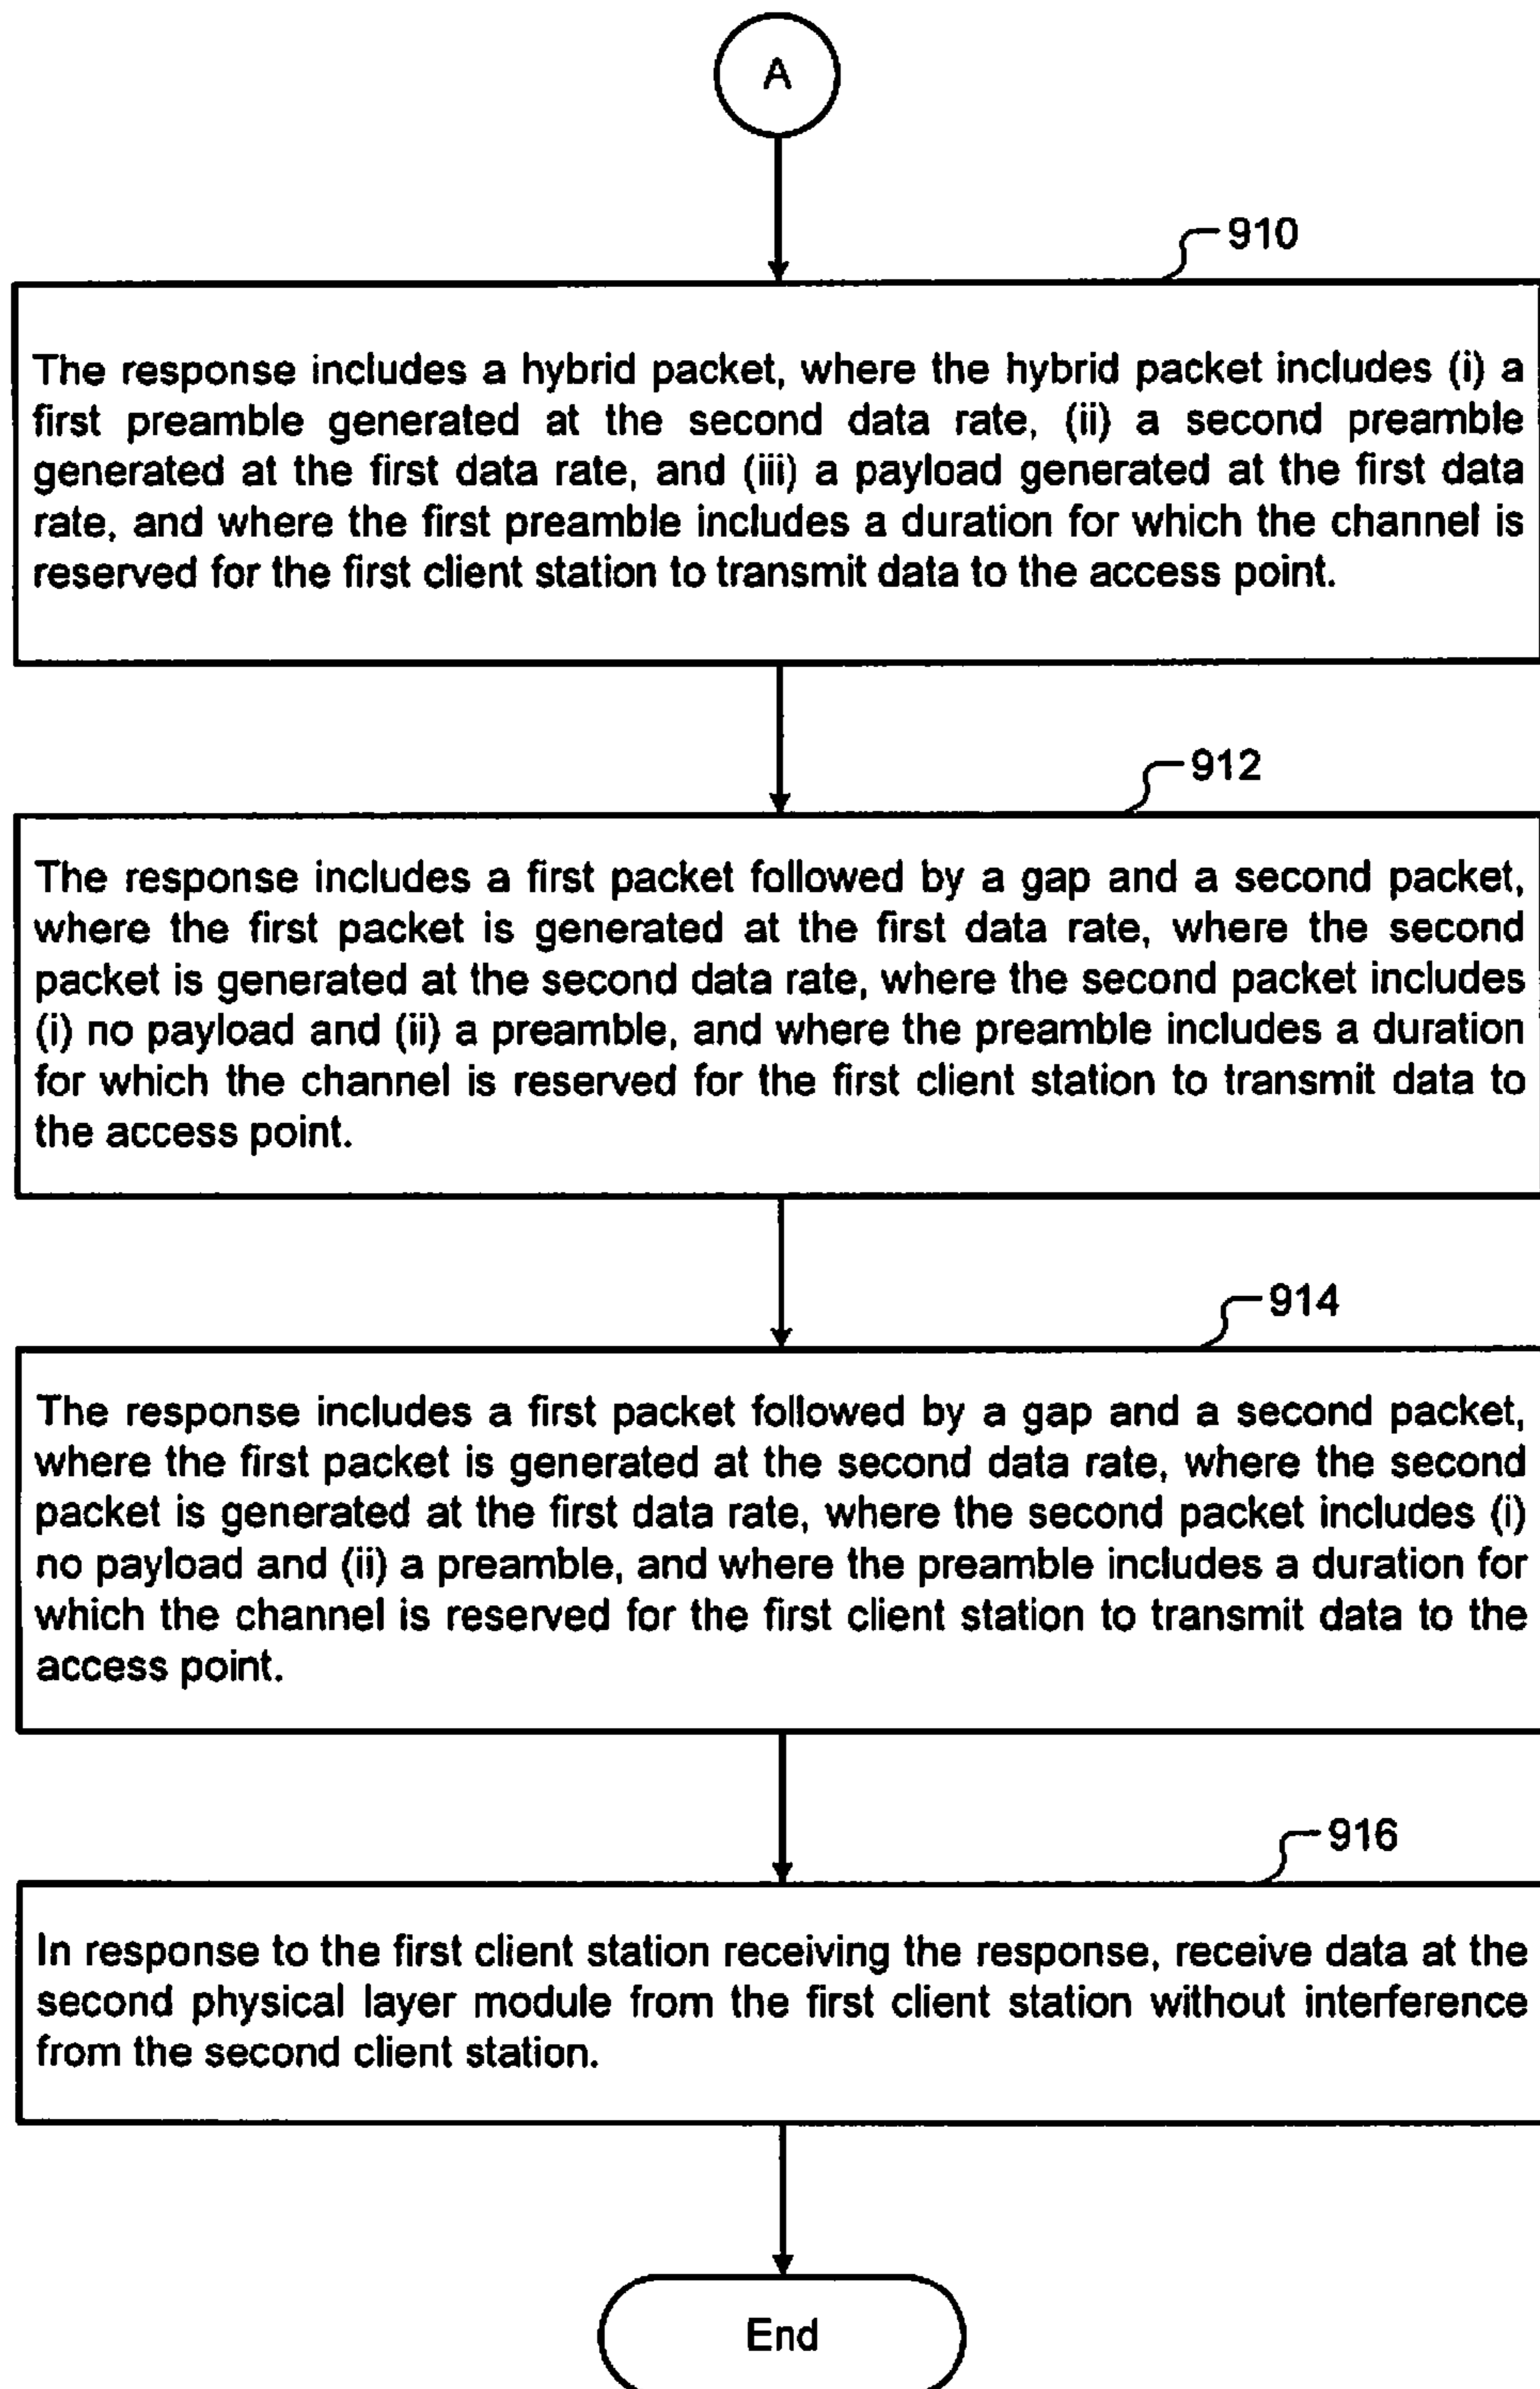 A
910
The response includes a hybrid packet, where the hybrid packet includes (i) a
first preamble generated at the second data rate, (ii) a second preamble
generated at the first data rate, and (iii) a payload generated at the first data
rate, and where the first preamble includes a duration for which the channel is
reserved for the first client station to transmit data to the access point.
912
The response includes a first packet followed by a gap and a second packet,
where the first packet is generated at the first data rate, where the second
packet is generated at the second data rate, where the second packet includes
(i) no payload and (ii) a preamble, and where the preamble includes a duration
for which the channel is reserved for the first client station to transmit data to
the access point.
914
The response includes a first packet followed by a gap and a second packet,
where the first packet is generated at the second data rate, where the second
packet is generated at the first data rate, where the second packet includes (i)
no payload and (ii) a preamble, and where the preamble includes a duration for
which the channel is reserved for the first client station to transmit data to the
access point.
916
In response to the first client station receiving the response, receive data at the
second physical layer module from the first client station without interference
from the second client station.
End